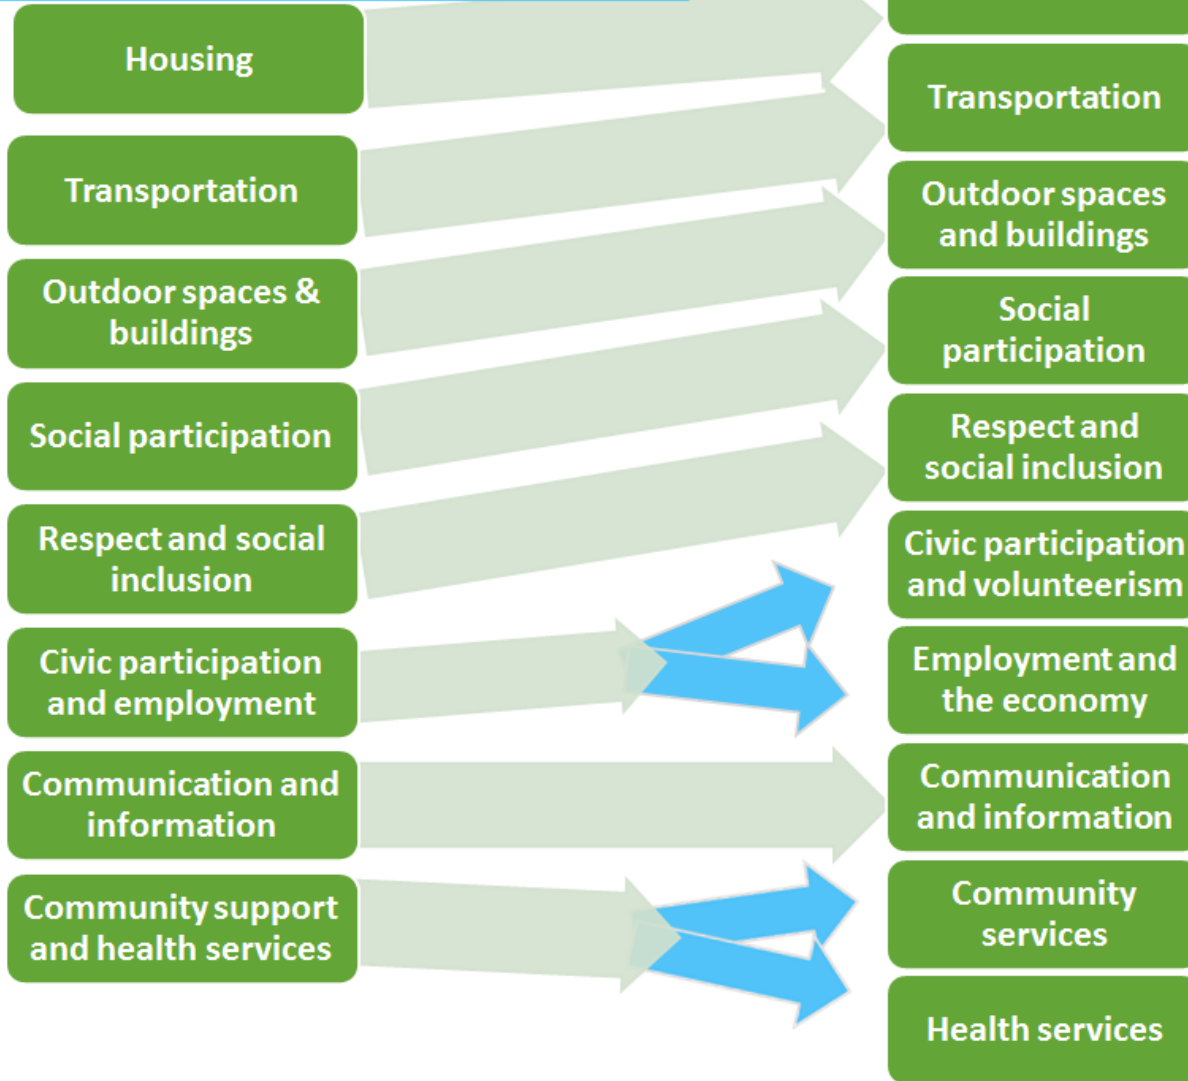 Housing
Transportation
Outdoor spaces &
buildings
Social participation
Respect and social
inclusion
Civic participation
and employment
Communication and
information
Community support
and health services
Transportation
Outdoor spaces
and buildings
Social
participation
Respect and
social inclusion
Civic participation
and volunteerism
Employment and
the economy
Communication
and information
Community
services
Health services